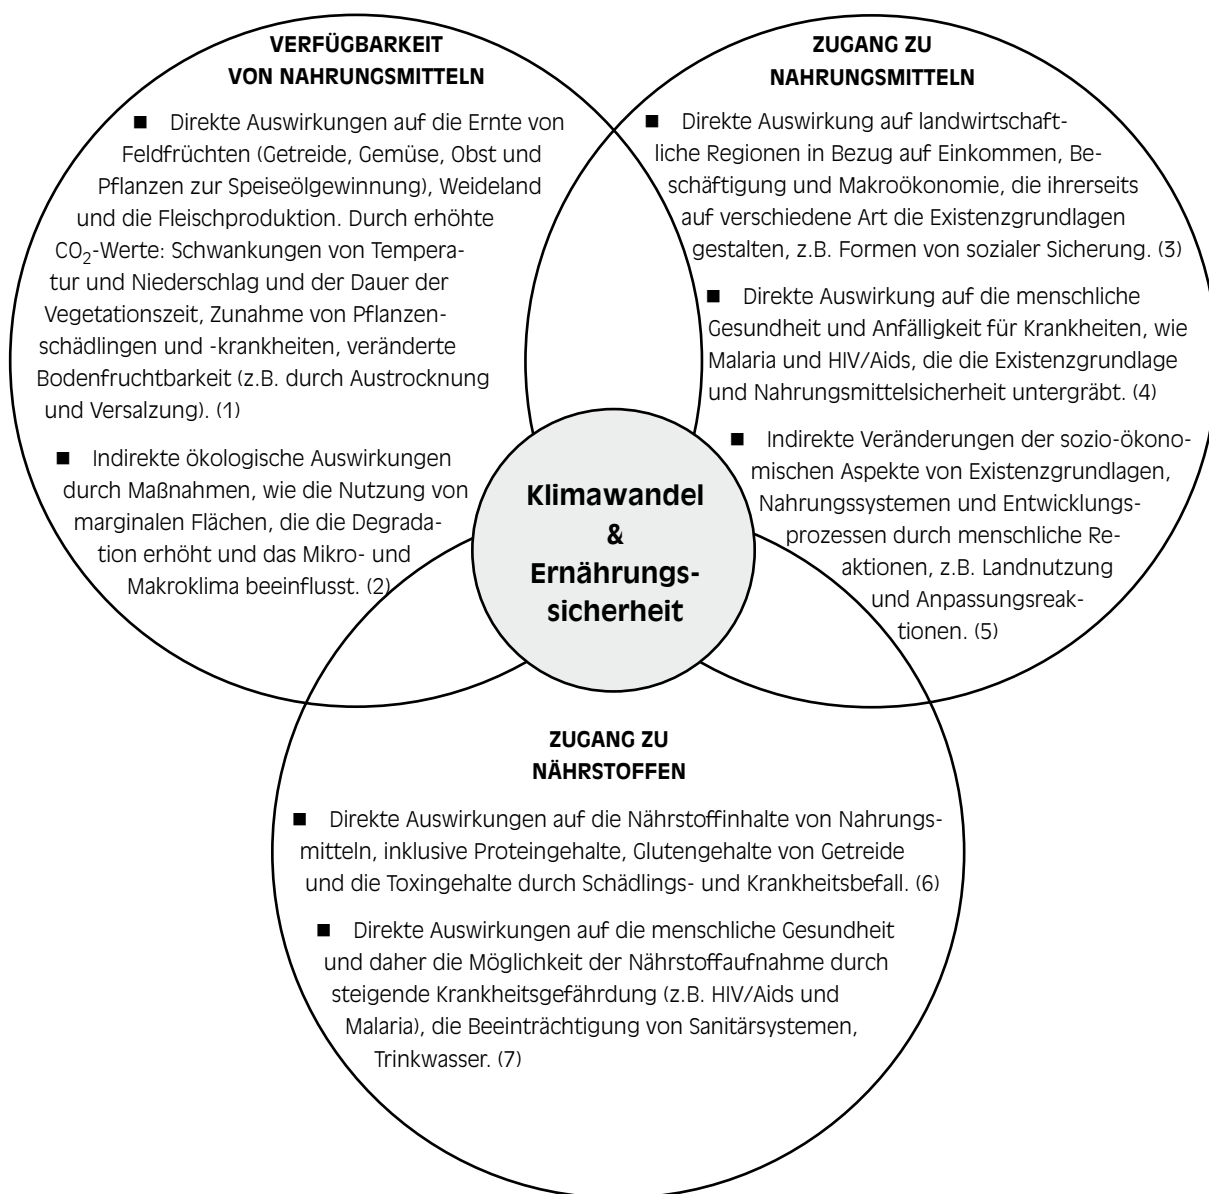 VERFÜGBARKEIT
VON NAHRUNGSMITTELN
■ Direkte Auswirkungen auf die Ernte von
Feldfrüchten (Getreide, Gemüse, Obst und
Pflanzen zur Speiseölgewinnung), Weideland
und die Fleischproduktion. Durch erhöhte
CO₂-Werte: Schwankungen von Tempera-
tur und Niederschlag und der Dauer der
Vegetationszeit, Zunahme von Pflanzen-
schädlingen und -krankheiten, veränderte
Bodenfruchtbarkeit (z.B. durch Austrocknung
und Versalzung). (1)
■ Indirekte ökologische Auswirkungen
durch Maßnahmen, wie die Nutzung von
marginalen Flächen, die die Degrada-
tion erhöht und das Mikro- und
Makroklima beeinflusst. (2)
ZUGANG ZU
NAHRUNGSMITTELN
■ Direkte Auswirkung auf landwirtschaft-
liche Regionen in Bezug auf Einkommen, Be-
schäftigung und Makroökonomie, die ihrerseits
auf verschiedene Art die Existenzgrundlagen
gestalten, z.B. Formen von sozialer Sicherung. (3)
■ Direkte Auswirkung auf die menschliche
Gesundheit und Anfälligkeit für Krankheiten, wie
Malaria und HIV/Aids, die die Existenzgrundlage
und Nahrungsmittelsicherheit untergräbt. (4)
■ Indirekte Veränderungen der sozio-ökono-
mischen Aspekte von Existenzgrundlagen,
Nahrungssystemen und Entwicklungs-
prozessen durch menschliche Re-
aktionen, z.B. Landnutzung
und Anpassungsreak-
tionen. (5)
Klimawandel
&
Ernährungs-
sicherheit
ZUGANG ZU
NÄHRSTOFFEN
■ Direkte Auswirkungen auf die Nährstoffinhalte von Nahrungs-
mitteln, inklusive Proteingehalte, Glutengehalte von Getreide
und die Toxingehalte durch Schädlings- und Krankheitsbefall. (6)
■ Direkte Auswirkungen auf die menschliche Gesundheit
und daher die Möglichkeit der Nährstoffaufnahme durch
steigende Krankheitsgefährdung (z.B. HIV/Aids und
Malaria), die Beeinträchtigung von Sanitärsystemen,
Trinkwasser. (7)